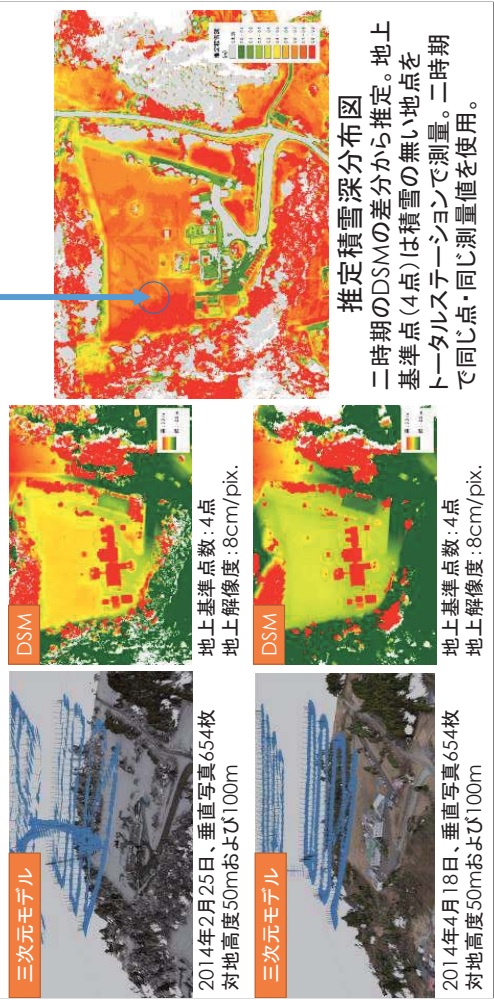 三次元モデル
2014年2月25日、垂直写真654枚
対地高度50mおよび100m
DSM
地上基準点数:4点
地上解像度:8cm/pix.
三次元モデル
2014年4月18日、垂直写真654枚
対地高度50mおよび100m
DSM
地上基準点数:4点
地上解像度:8cm/pix.
推定積雪深分布図
二時期のDSMの差分から推定。地上
基準点(4点)は積雪の無い地点を
トータルステーションで測量。二時期
で同じ点・同じ測量値を使用。